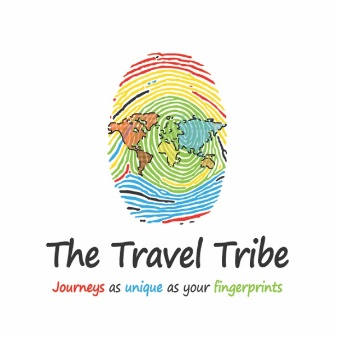 The Travel Tribe
Journeys as unique as your fingerprints